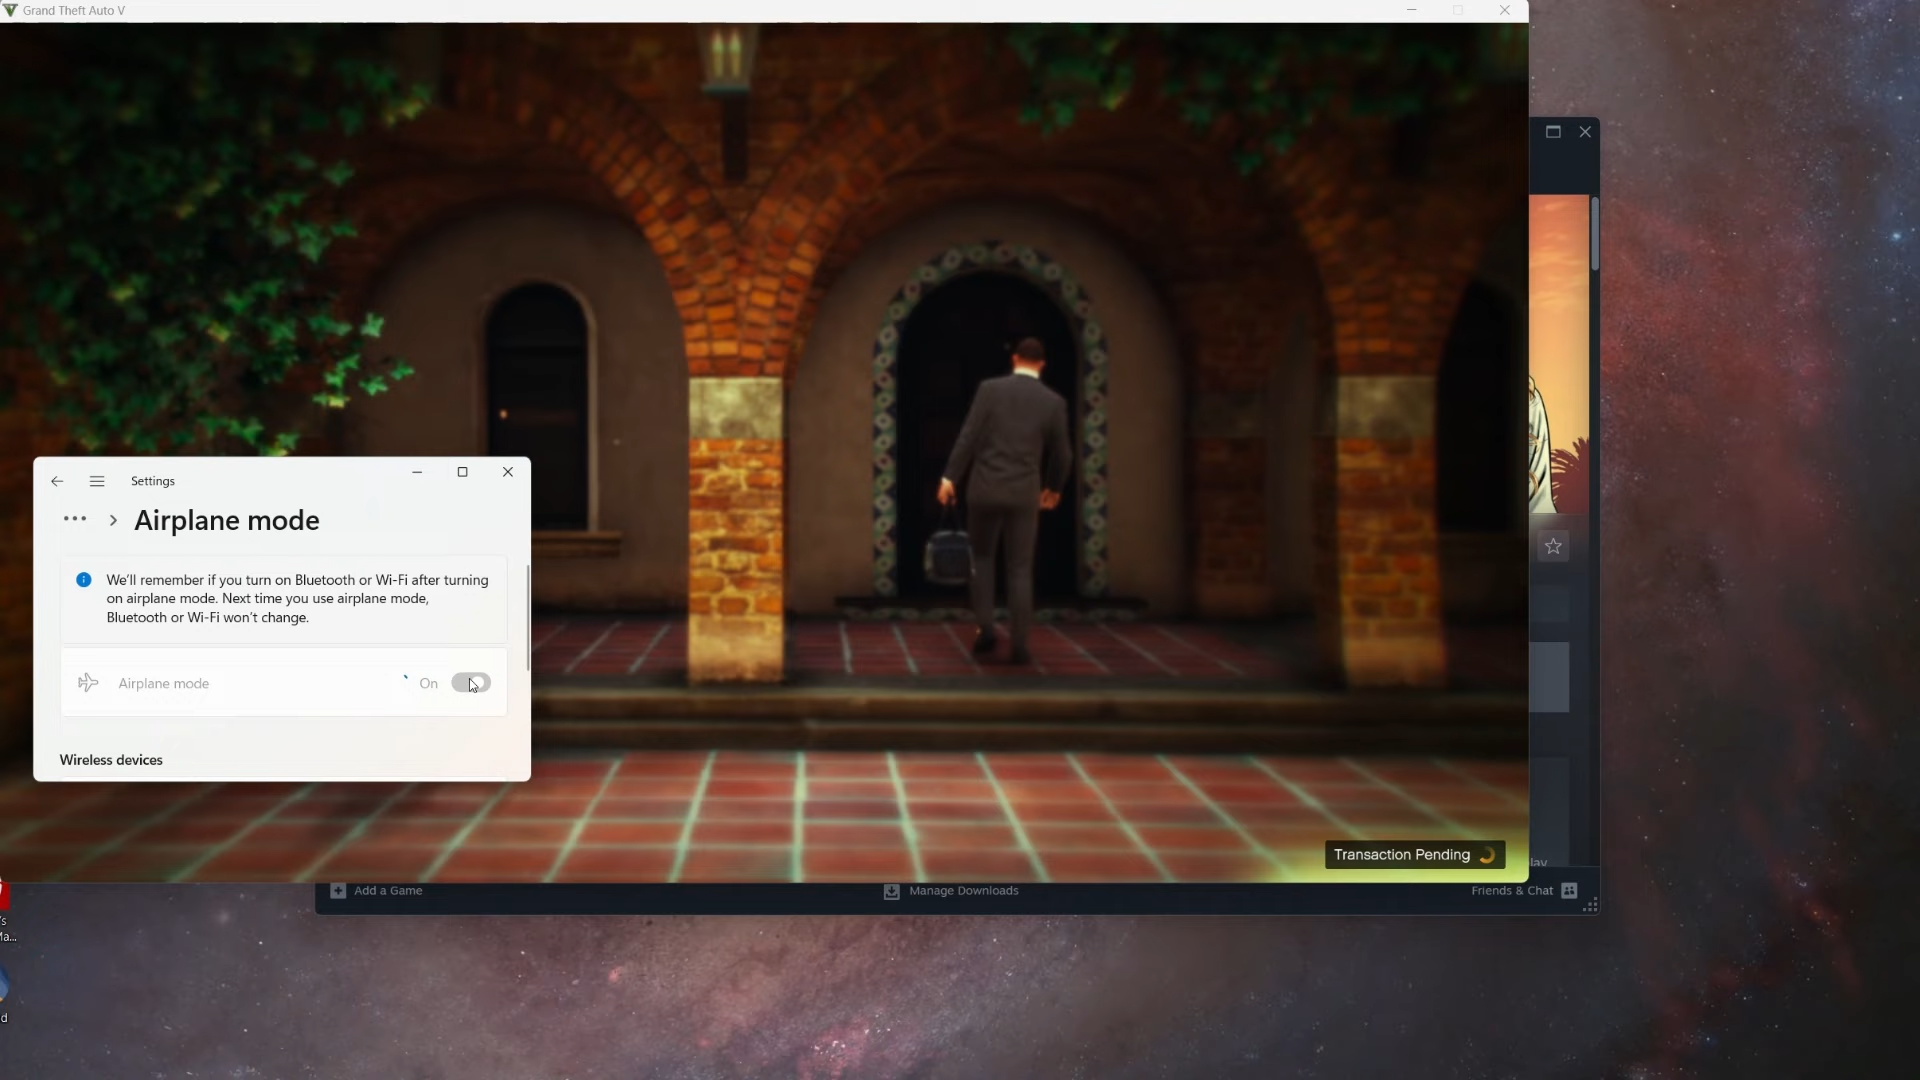 Grand Theft Auto V
Settings
Airplane mode
We'll remember if you turn on Bluetooth or Wi-Fi after turning
on airplane mode. Next time you use airplane mode,
Bluetooth or Wi-Fi won't change.
Airplane mode
On
Wireless devices
Transaction Pending
lay
Add a Game
Manage Downloads
Friends & Chat
's
Ma...
d